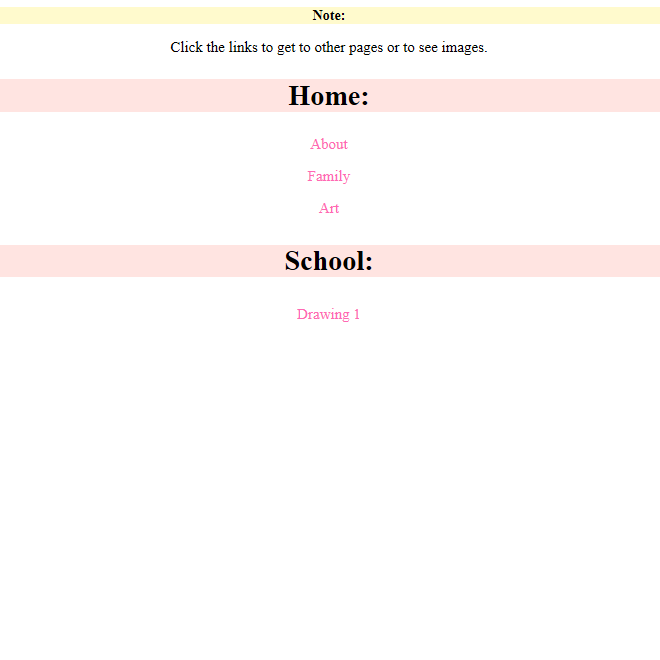 Note:
Click the links to get to other pages or to see images.
Home:
About
Family
Art
School:
Drawing 1